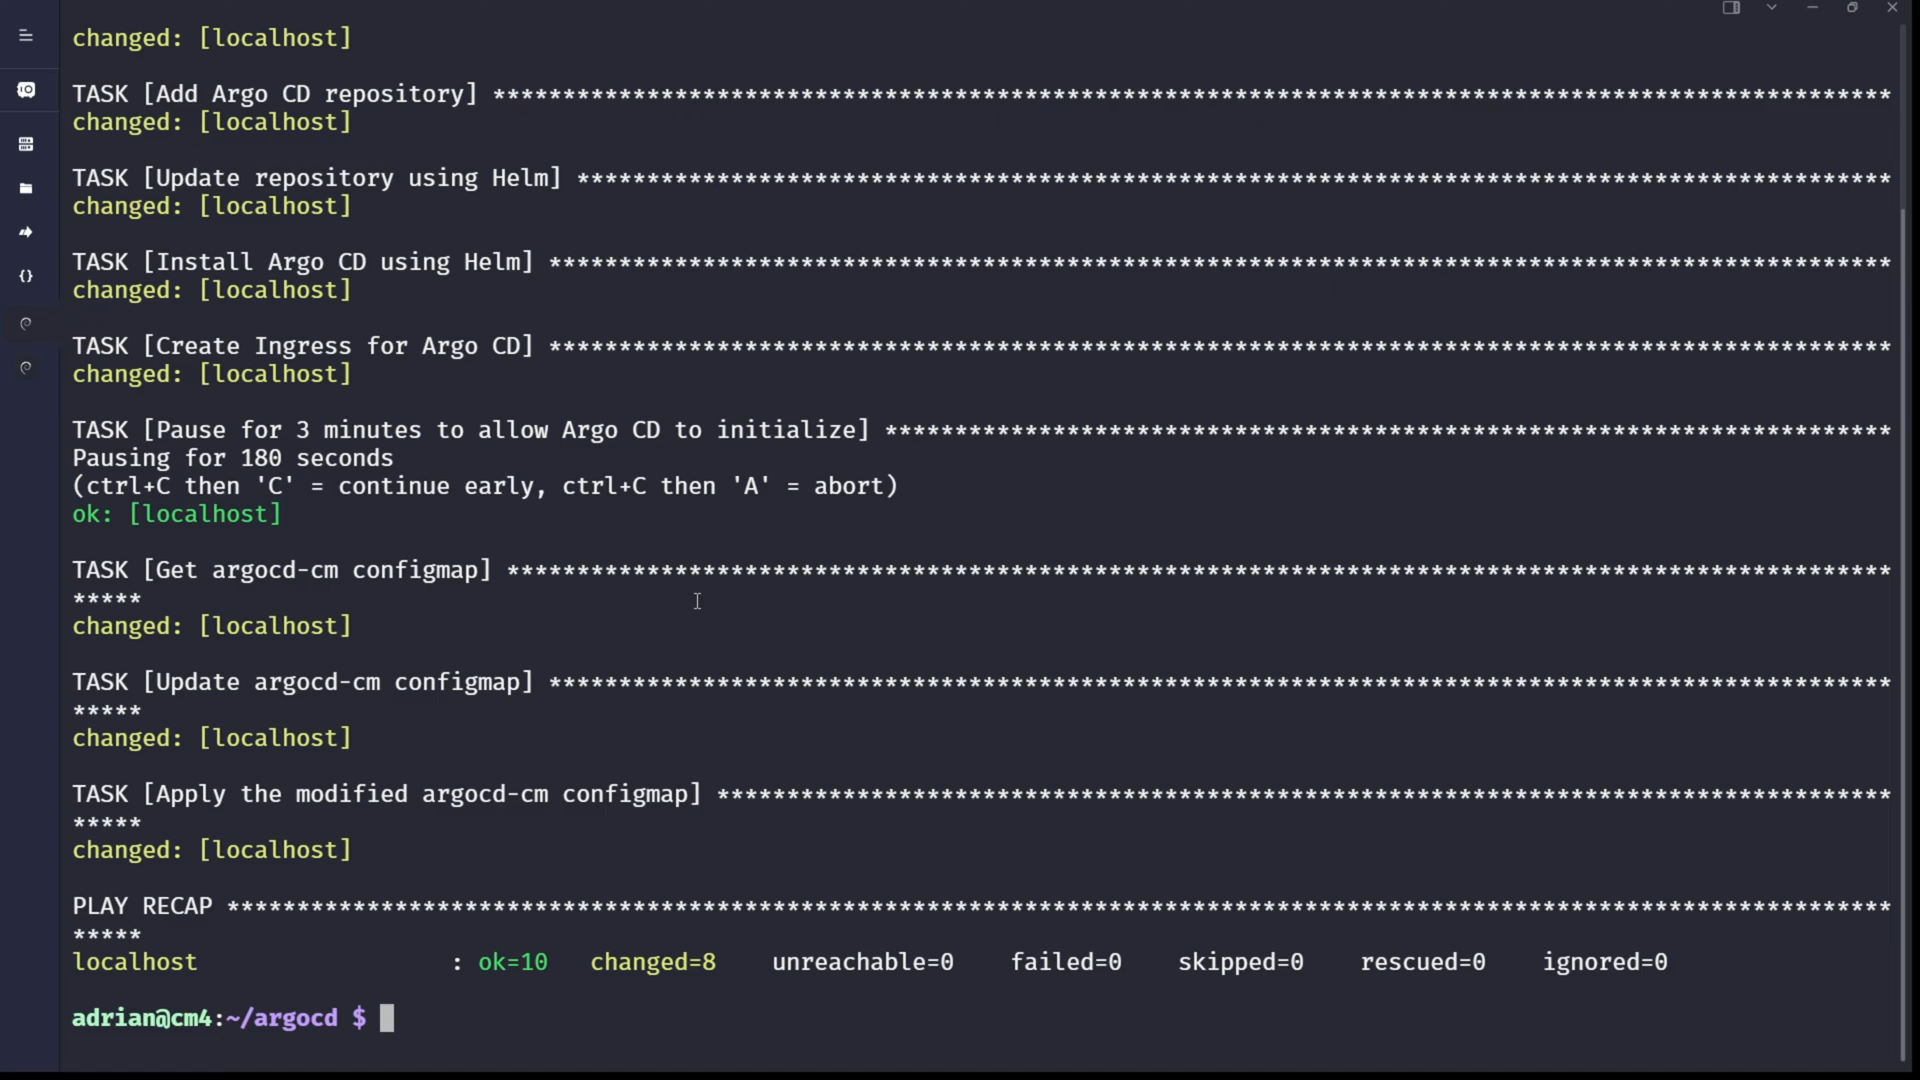 changed: [localhost]
TASK [Add Argo CD repository] ****************************************************************************************************
changed: [localhost]
TASK [Update repository using Helm] **********************************************************************************************
changed: [localhost]
TASK [Install Argo CD using Helm] ************************************************************************************************
changed: [localhost]
TASK [Create Ingress for Argo CD] ************************************************************************************************
changed: [localhost]
TASK [Pause for 3 minutes to allow Argo CD to initialize] ************************************************************************
Pausing for 180 seconds
(ctrl+C then 'C' = continue early, ctrl+C then 'A' = abort)
ok: [localhost]
TASK [Get argocd-cm configmap] ***************************************************************************************************
*****
changed: [localhost]
TASK [Update argocd-cm configmap] ************************************************************************************************
*****
changed: [localhost]
TASK [Apply the modified argocd-cm configmap] ************************************************************************************
*****
changed: [localhost]
PLAY RECAP ***********************************************************************************************************************
*****
localhost                  : ok=10   changed=8    unreachable=0    failed=0    skipped=0    rescued=0    ignored=0
adrian@cm4:~/argocd $